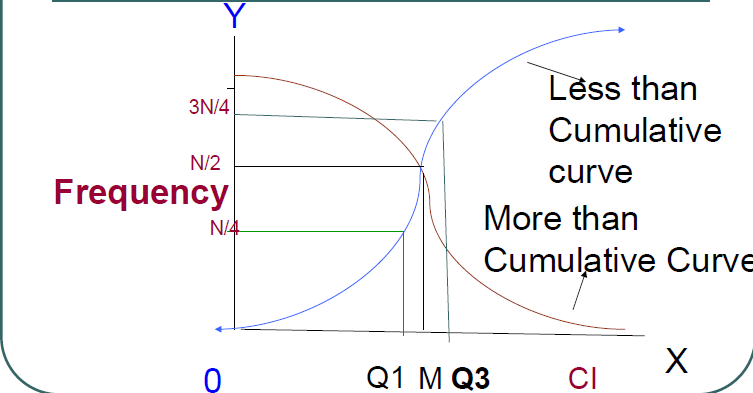 Y
3N/4
N/2
Frequency
N/4
Less than
Cumulative
curve
More than
Cumulative Curve
0
Q1 M Q3
CI
X